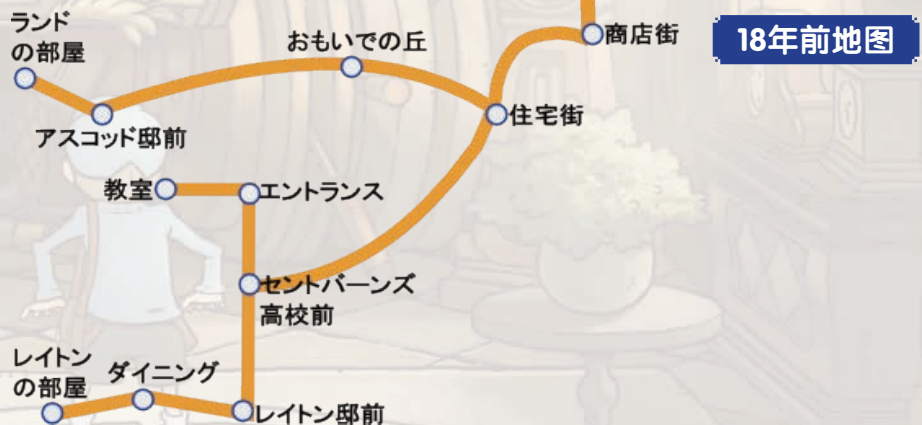 ランド
の部屋
おもいでの丘
商店街
18年前地图
アスコッド邸前
住宅街
教室
エントランス
セントバーンズ
高校前
レイトン
の部屋
ダイニング
レイトン邸前